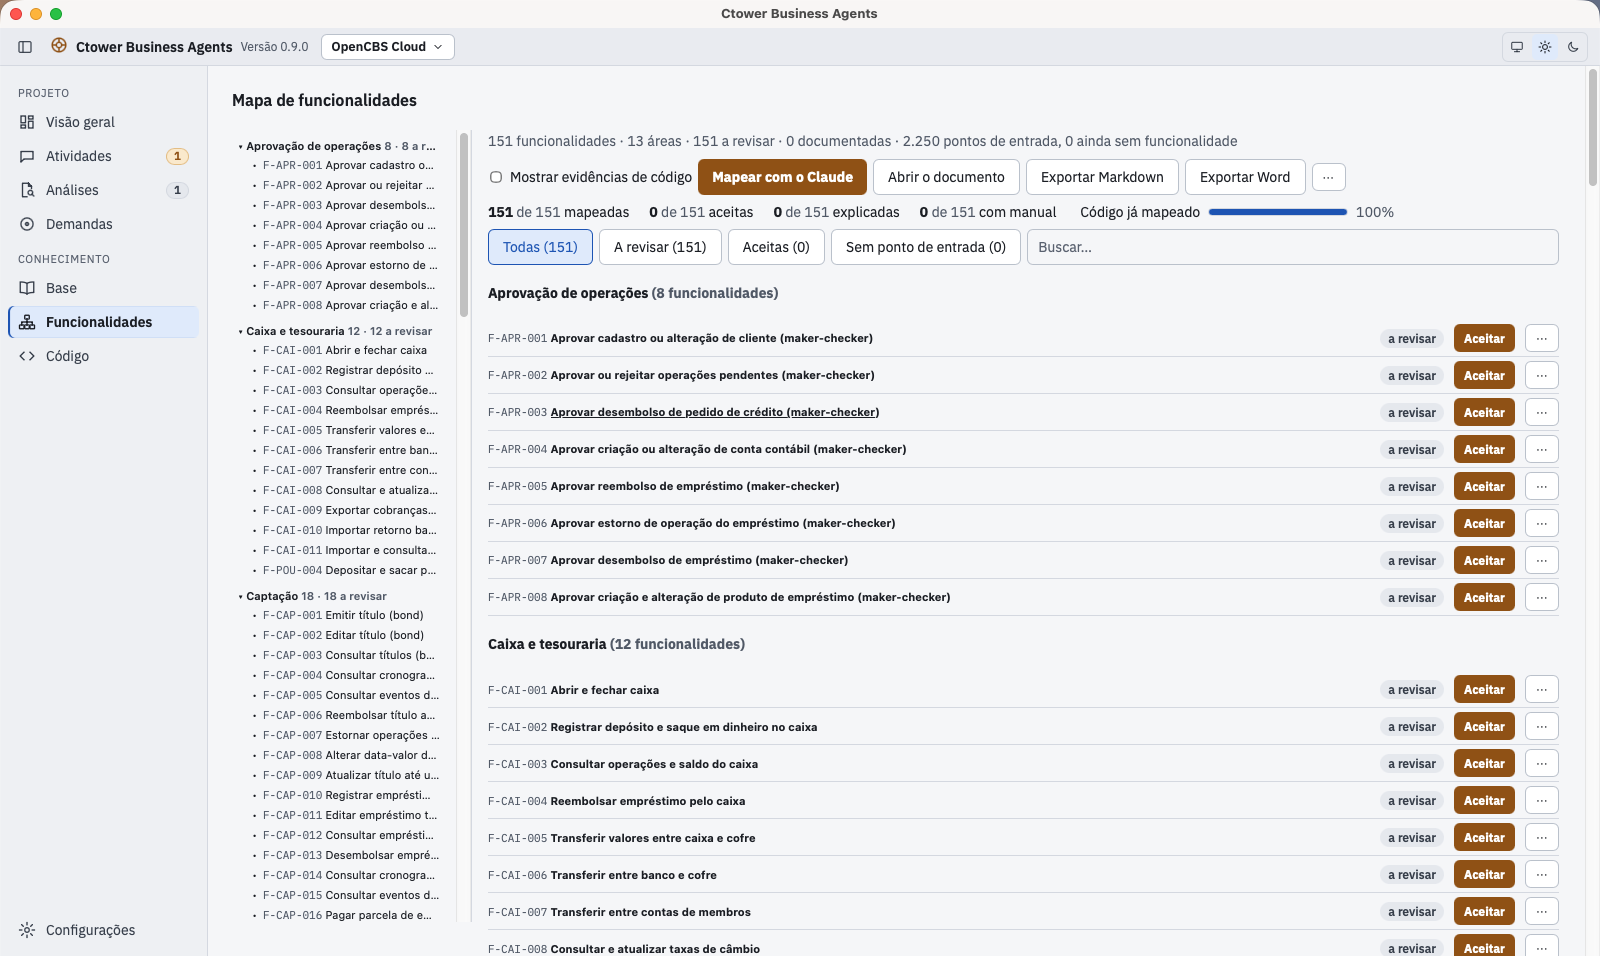 Ctower Business Agents
Ctower Business Agents Versão 0.9.0 OpenCBS Cloud
PROJETO
Visão geral
Atividades 1
Análises 1
Demandas
CONHECIMENTO
Base
Funcionalidades
Código
Configurações
Mapa de funcionalidades
Aprovação de operações 8 · 8 a r...
F-APR-001 Aprovar cadastro o...
F-APR-002 Aprovar ou rejeitar ...
F-APR-003 Aprovar desembols...
F-APR-004 Aprovar criação ou ...
F-APR-005 Aprovar reembolso ...
F-APR-006 Aprovar estorno de ...
F-APR-007 Aprovar desembols...
F-APR-008 Aprovar criação e al...
Caixa e tesouraria 12 · 12 a revisar
F-CAI-001 Abrir e fechar caixa
F-CAI-002 Registrar depósito ...
F-CAI-003 Consultar operaçõe...
F-CAI-004 Reembolsar emprés...
F-CAI-005 Transferir valores e...
F-CAI-006 Transferir entre ban...
F-CAI-007 Transferir entre con...
F-CAI-008 Consultar e atualiza...
F-CAI-009 Exportar cobranças...
F-CAI-010 Importar retorno ba...
F-CAI-011 Importar e consulta...
F-POU-004 Depositar e sacar p...
Captação 18 · 18 a revisar
F-CAP-001 Emitir título (bond)
F-CAP-002 Editar título (bond)
F-CAP-003 Consultar títulos (b...
F-CAP-004 Consultar cronogra...
F-CAP-005 Consultar eventos d...
F-CAP-006 Reembolsar título a...
F-CAP-007 Estornar operações ...
F-CAP-008 Alterar data-valor d...
F-CAP-009 Atualizar título até u...
F-CAP-010 Registrar emprésti...
F-CAP-011 Editar empréstimo t...
F-CAP-012 Consultar emprésti...
F-CAP-013 Desembolsar empré...
F-CAP-014 Consultar cronogra...
F-CAP-015 Consultar eventos d...
F-CAP-016 Pagar parcela de e...
151 funcionalidades · 13 áreas · 151 a revisar · 0 documentadas · 2.250 pontos de entrada, 0 ainda sem funcionalidade
Mostrar evidências de código Mapear com o Claude Abrir o documento Exportar Markdown Exportar Word ...
151 de 151 mapeadas 0 de 151 aceitas 0 de 151 explicadas 0 de 151 com manual Código já mapeado 100%
Todas (151) A revisar (151) Aceitas (0) Sem ponto de entrada (0) Buscar...
Aprovação de operações (8 funcionalidades)
F-APR-001 Aprovar cadastro ou alteração de cliente (maker-checker) a revisar Aceitar ...
F-APR-002 Aprovar ou rejeitar operações pendentes (maker-checker) a revisar Aceitar ...
F-APR-003 Aprovar desembolso de pedido de crédito (maker-checker) a revisar Aceitar ...
F-APR-004 Aprovar criação ou alteração de conta contábil (maker-checker) a revisar Aceitar ...
F-APR-005 Aprovar reembolso de empréstimo (maker-checker) a revisar Aceitar ...
F-APR-006 Aprovar estorno de operação do empréstimo (maker-checker) a revisar Aceitar ...
F-APR-007 Aprovar desembolso de empréstimo (maker-checker) a revisar Aceitar ...
F-APR-008 Aprovar criação e alteração de produto de empréstimo (maker-checker) a revisar Aceitar ...
Caixa e tesouraria (12 funcionalidades)
F-CAI-001 Abrir e fechar caixa a revisar Aceitar ...
F-CAI-002 Registrar depósito e saque em dinheiro no caixa a revisar Aceitar ...
F-CAI-003 Consultar operações e saldo do caixa a revisar Aceitar ...
F-CAI-004 Reembolsar empréstimo pelo caixa a revisar Aceitar ...
F-CAI-005 Transferir valores entre caixa e cofre a revisar Aceitar ...
F-CAI-006 Transferir entre banco e cofre a revisar Aceitar ...
F-CAI-007 Transferir entre contas de membros a revisar Aceitar ...
F-CAI-008 Consultar e atualizar taxas de câmbio a revisar Aceitar ...